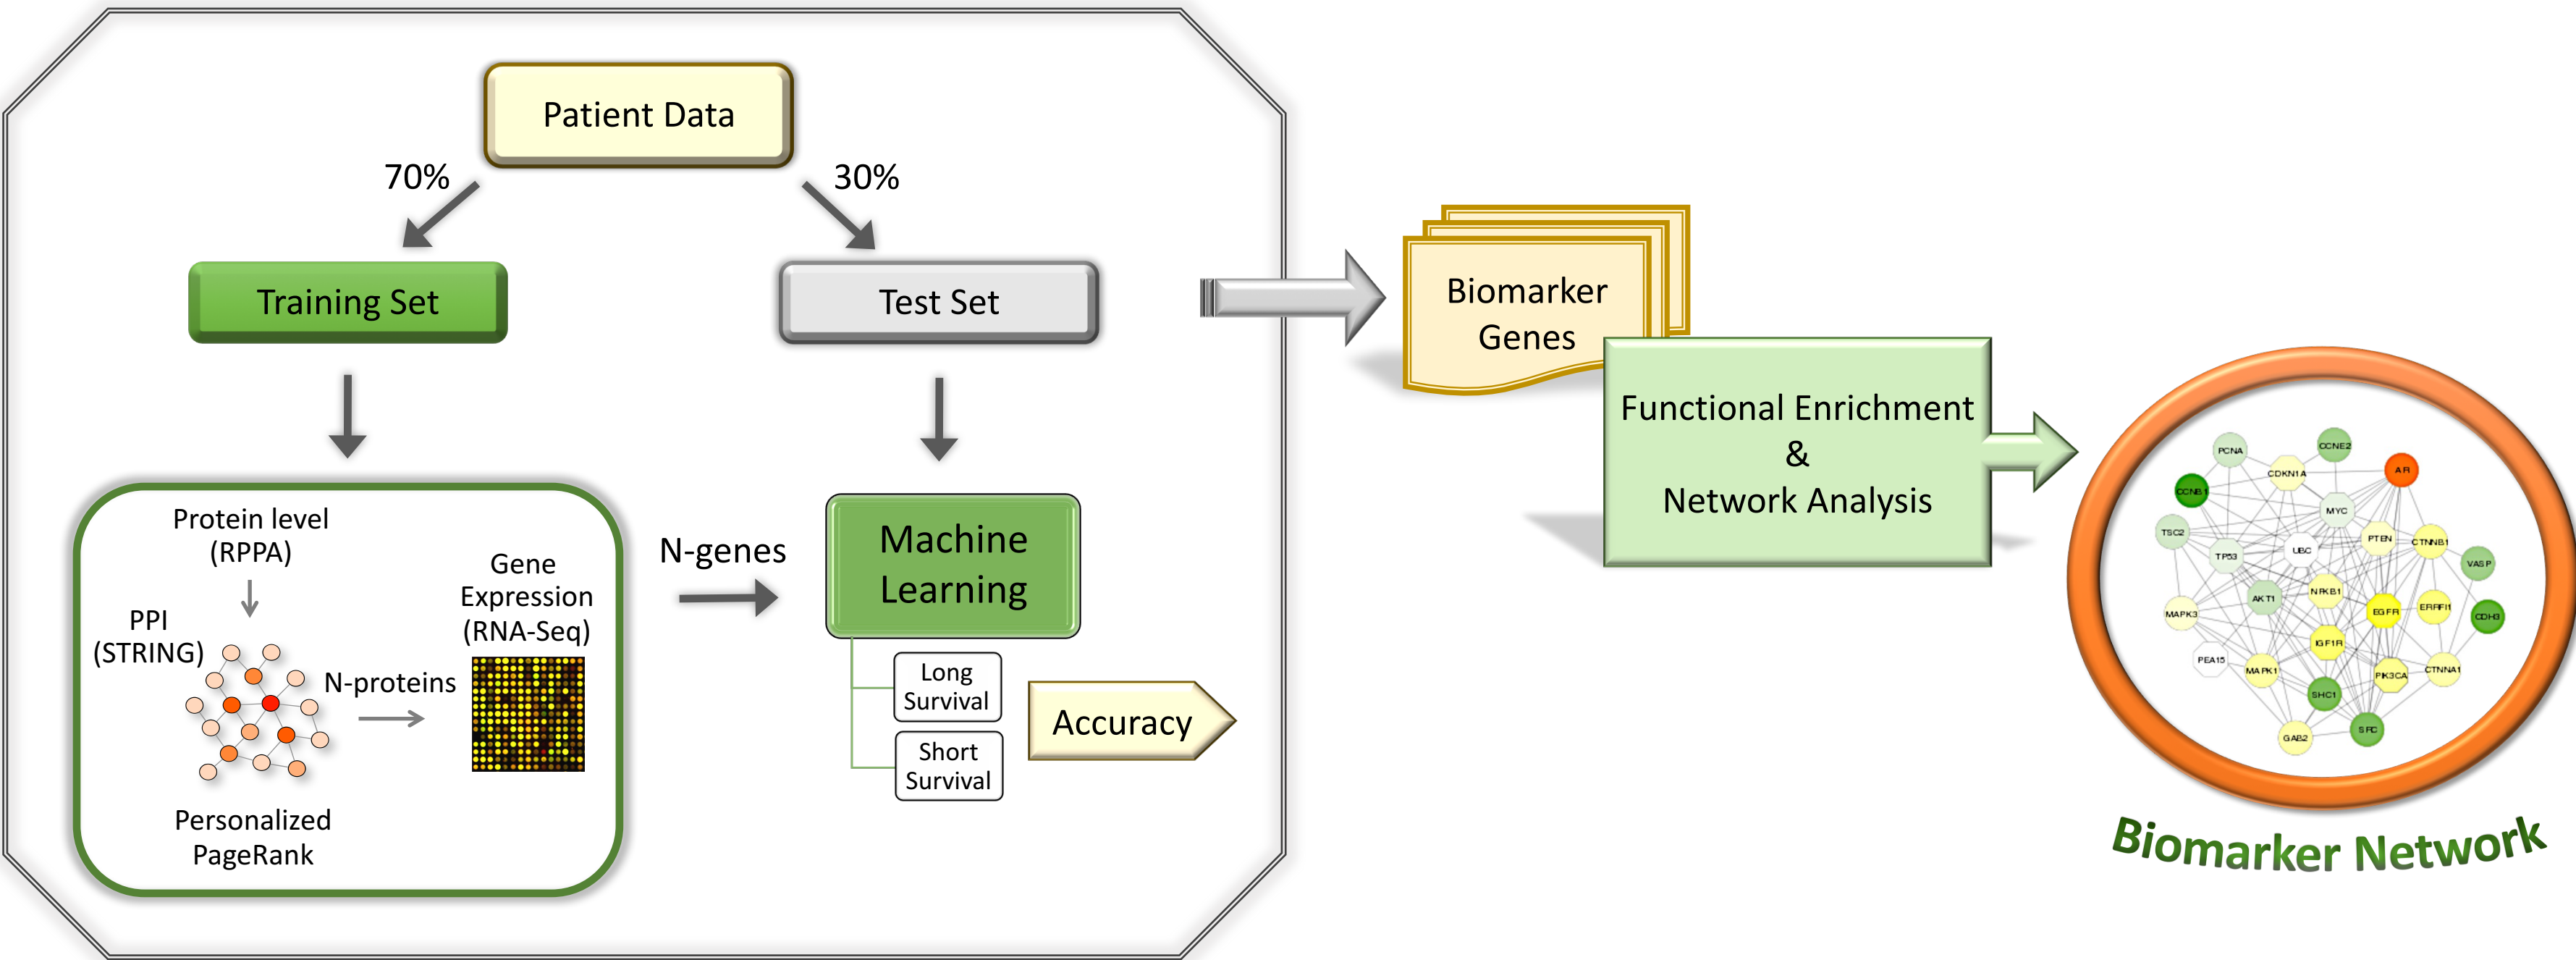 Patient Data
70%
30%
Training Set
Test Set
Protein level
(RPPA)
PPI
(STRING)
N-proteins
Gene
Expression
(RNA-Seq)
Personalized
PageRank
N-genes
Machine
Learning
Long
Survival
Short
Survival
Accuracy
Biomarker
Genes
Functional Enrichment
&
Network Analysis
PCNA
CCNE2
CDKN1A
AR
CCNB1
MYC
TSC2
PTEN
CTNNB1
TP53
UBC
VASP
AKT1
NFKB1
MAPK3
EGFR
ERRFI1
CDH3
IGF1R
PEA15
MAPK1
PIK3CA
CTNNA1
SHC1
SRC
GAB2
Biomarker Network